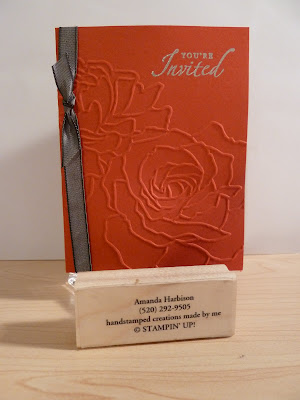 YOU'RE
Invited
Amanda Harbison
(520) 292-9505
handstamped creations made by me
© STAMPIN' UP!